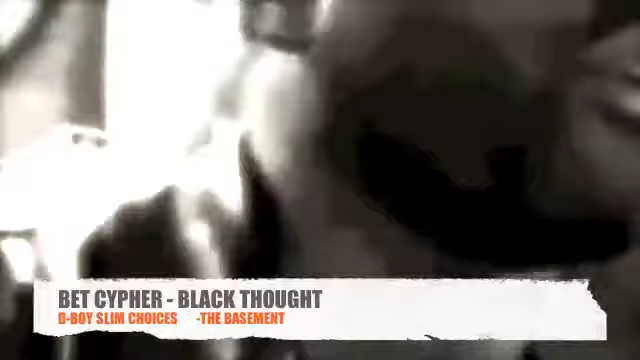 BET CYPHER - BLACK THOUGHT
D-BOY SLIM CHOICES -THE BASEMENT